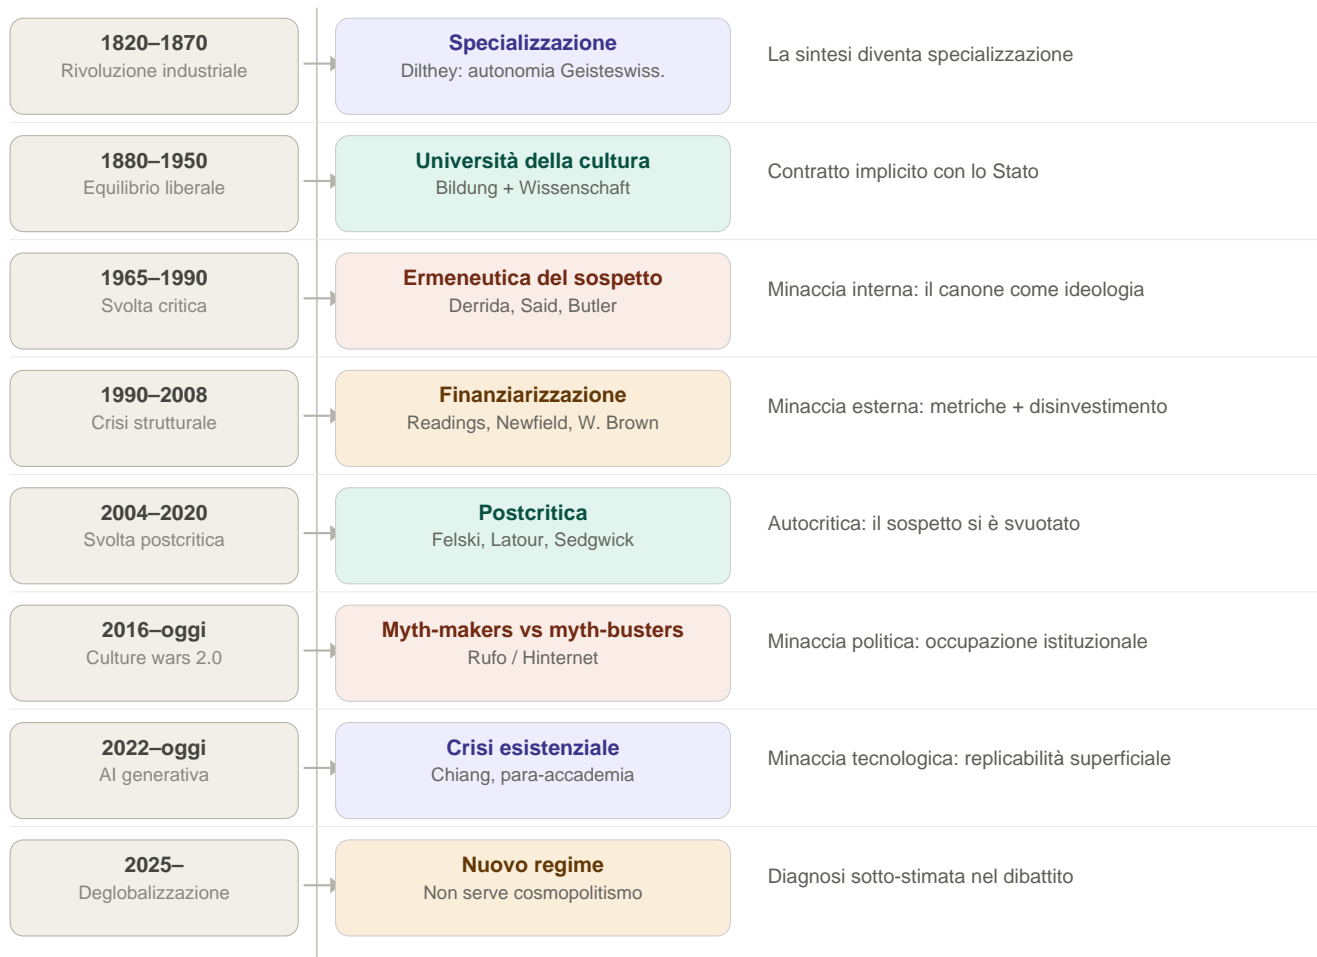 1820–1870
Rivoluzione industriale
Specializzazione
Dilthey: autonomia Geisteswiss.
La sintesi diventa specializzazione
1880–1950
Equilibrio liberale
Università della cultura
Bildung + Wissenschaft
Contratto implicito con lo Stato
1965–1990
Svolta critica
Ermeneutica del sospetto
Derrida, Said, Butler
Minaccia interna: il canone come ideologia
1990–2008
Crisi strutturale
Finanziarizzazione
Readings, Newfield, W. Brown
Minaccia esterna: metriche + disinvestimento
2004–2020
Svolta postcritica
Postcritica
Felski, Latour, Sedgwick
Autocritica: il sospetto si è svuotato
2016–oggi
Culture wars 2.0
Myth-makers vs myth-busters
Rufo / Hinternet
Minaccia politica: occupazione istituzionale
2022–oggi
AI generativa
Crisi esistenziale
Chiang, para-accademia
Minaccia tecnologica: replicabilità superficiale
2025–
Deglobalizzazione
Nuovo regime
Non serve cosmopolitismo
Diagnosi sotto-stimata nel dibattito